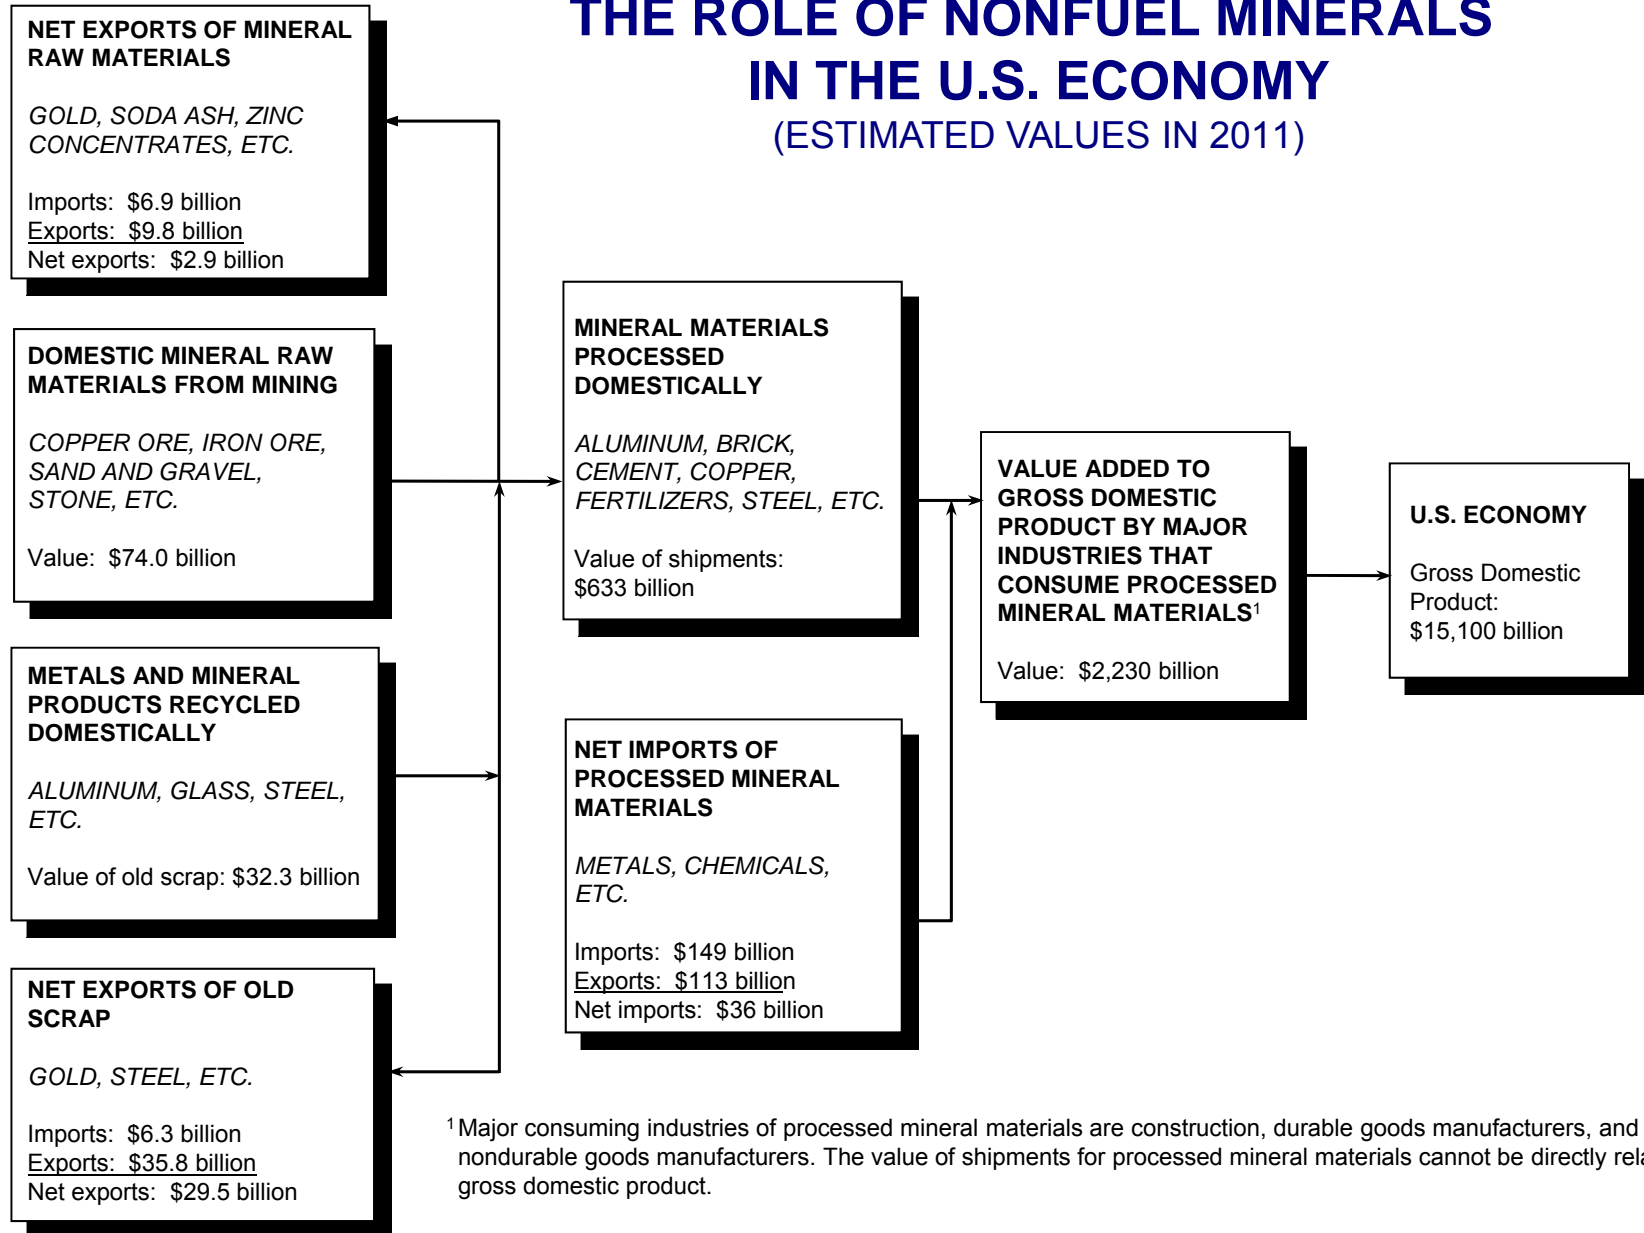 THE ROLE OF NONFUEL MINERALS
IN THE U.S. ECONOMY
(ESTIMATED VALUES IN 2011)
NET EXPORTS OF MINERAL
RAW MATERIALS
GOLD, SODA ASH, ZINC
CONCENTRATES, ETC.
Imports: $6.9 billion
Exports: $9.8 billion
Net exports: $2.9 billion
DOMESTIC MINERAL RAW
MATERIALS FROM MINING
COPPER ORE, IRON ORE,
SAND AND GRAVEL,
STONE, ETC.
Value: $74.0 billion
METALS AND MINERAL
PRODUCTS RECYCLED
DOMESTICALLY
ALUMINUM, GLASS, STEEL,
ETC.
Value of old scrap: $32.3 billion
NET EXPORTS OF OLD
SCRAP
GOLD, STEEL, ETC.
Imports: $6.3 billion
Exports: $35.8 billion
Net exports: $29.5 billion
MINERAL MATERIALS
PROCESSED
DOMESTICALLY
ALUMINUM, BRICK,
CEMENT, COPPER,
FERTILIZERS, STEEL, ETC.
Value of shipments:
$633 billion
NET IMPORTS OF
PROCESSED MINERAL
MATERIALS
METALS, CHEMICALS,
ETC.
Imports: $149 billion
Exports: $113 billion
Net imports: $36 billion
VALUE ADDED TO
GROSS DOMESTIC
PRODUCT BY MAJOR
INDUSTRIES THAT
CONSUME PROCESSED
MINERAL MATERIALS¹
Value: $2,230 billion
U.S. ECONOMY
Gross Domestic
Product:
$15,100 billion
¹ Major consuming industries of processed mineral materials are construction, durable goods manufacturers, and
nondurable goods manufacturers. The value of shipments for processed mineral materials cannot be directly
gross domestic product.